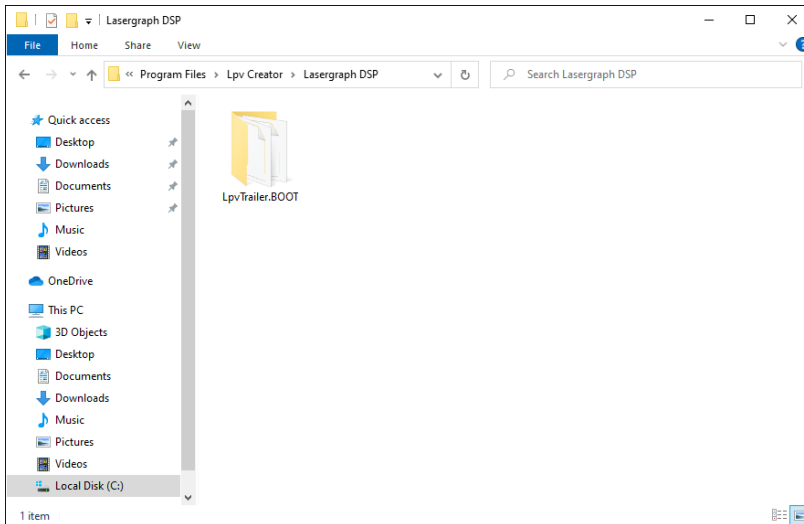 Lasergraph DSP
File Home Share View
« Program Files › Lpv Creator › Lasergraph DSP
Search Lasergraph DSP
Quick access
Desktop
Downloads
Documents
Pictures
Music
Videos
OneDrive
This PC
3D Objects
Desktop
Documents
Downloads
Music
Pictures
Videos
Local Disk (C:)
LpvTrailer.BOOT
1 item